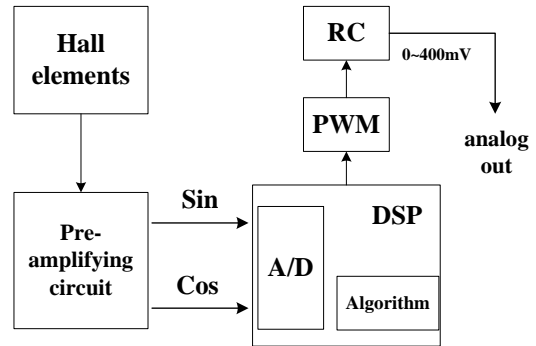 Hall
elements
RC
0~400mV
PWM
analog
out
Pre-
amplifying
circuit
Sin
Cos
DSP
A/D
Algorithm